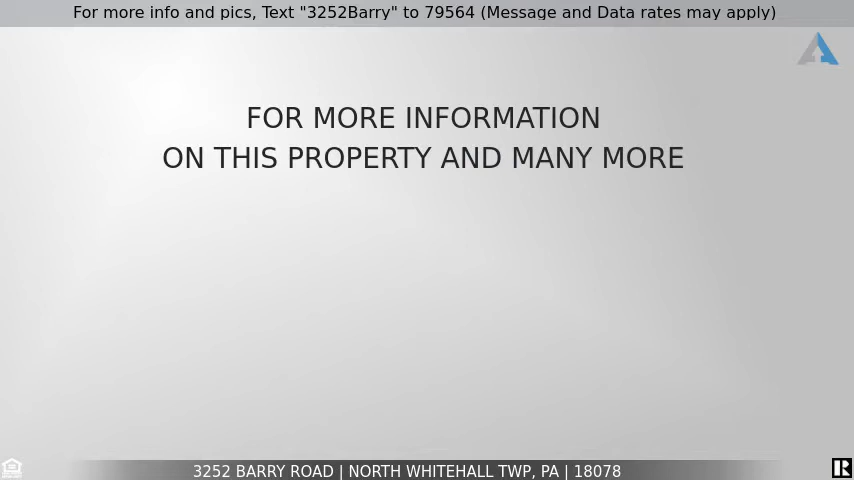 For more info and pics, Text "3252Barry" to 79564 (Message and Data rates may apply)
FOR MORE INFORMATION
ON THIS PROPERTY AND MANY MORE
3252 BARRY ROAD | NORTH WHITEHALL TWP, PA | 18078